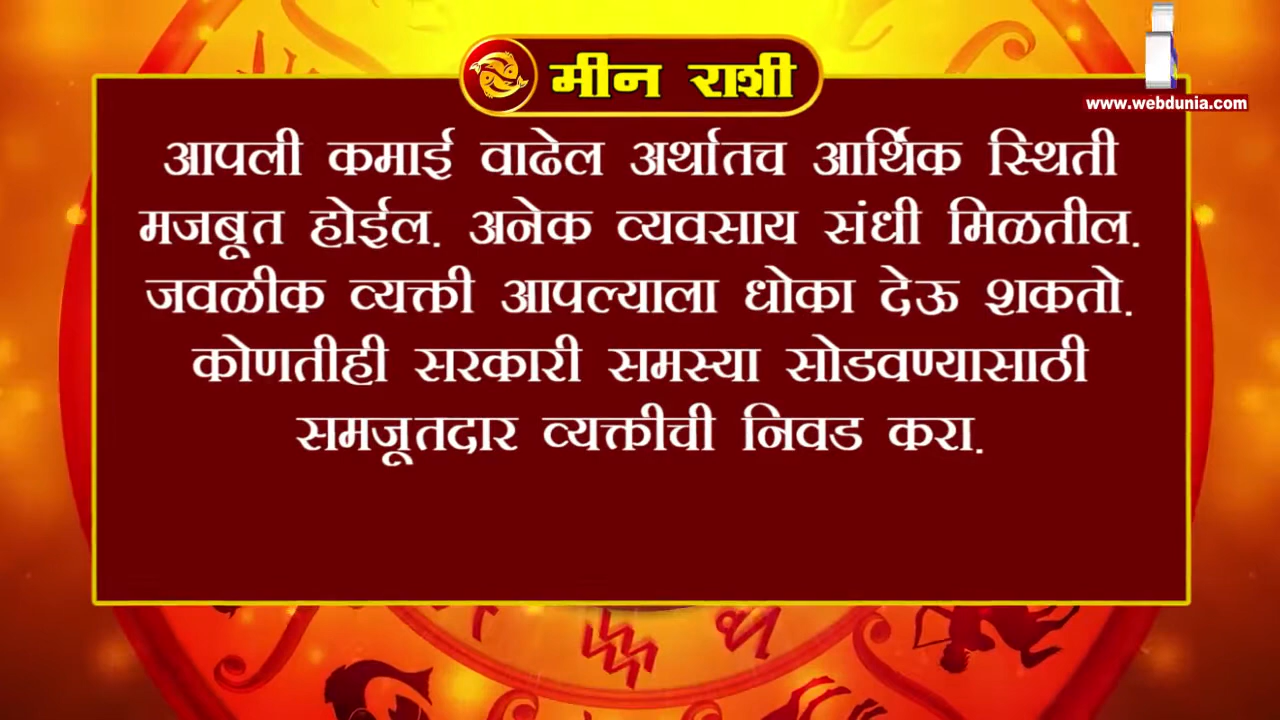 मीन राशी
www.webdunia.com
आपली कमाई वाढेल अर्थातच आर्थिक स्थिती
मजबूत होईल. अनेक व्यवसाय संधी मिळतील.
जवळीक व्यक्ती आपल्याला धोका देऊ शकतो.
कोणतीही सरकारी समस्या सोडवण्यासाठी
समजूतदार व्यक्तीची निवड करा.